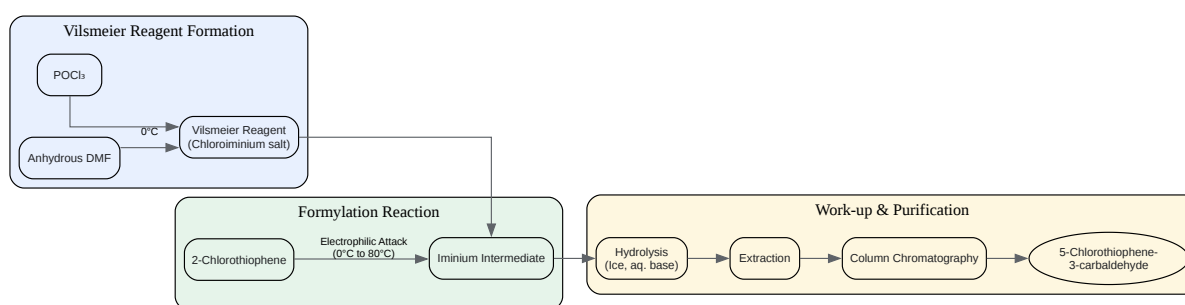 Vilsmeier Reagent Formation
POCl₃
0°C
Vilsmeier Reagent
(Chloroiminium salt)
Anhydrous DMF
Formylation Reaction
2-Chlorothiophene
Electrophilic Attack
(0°C to 80°C)
Iminium Intermediate
Work-up & Purification
Hydrolysis
(Ice, aq. base)
Extraction
Column Chromatography
5-Chlorothiophene-
3-carbaldehyde